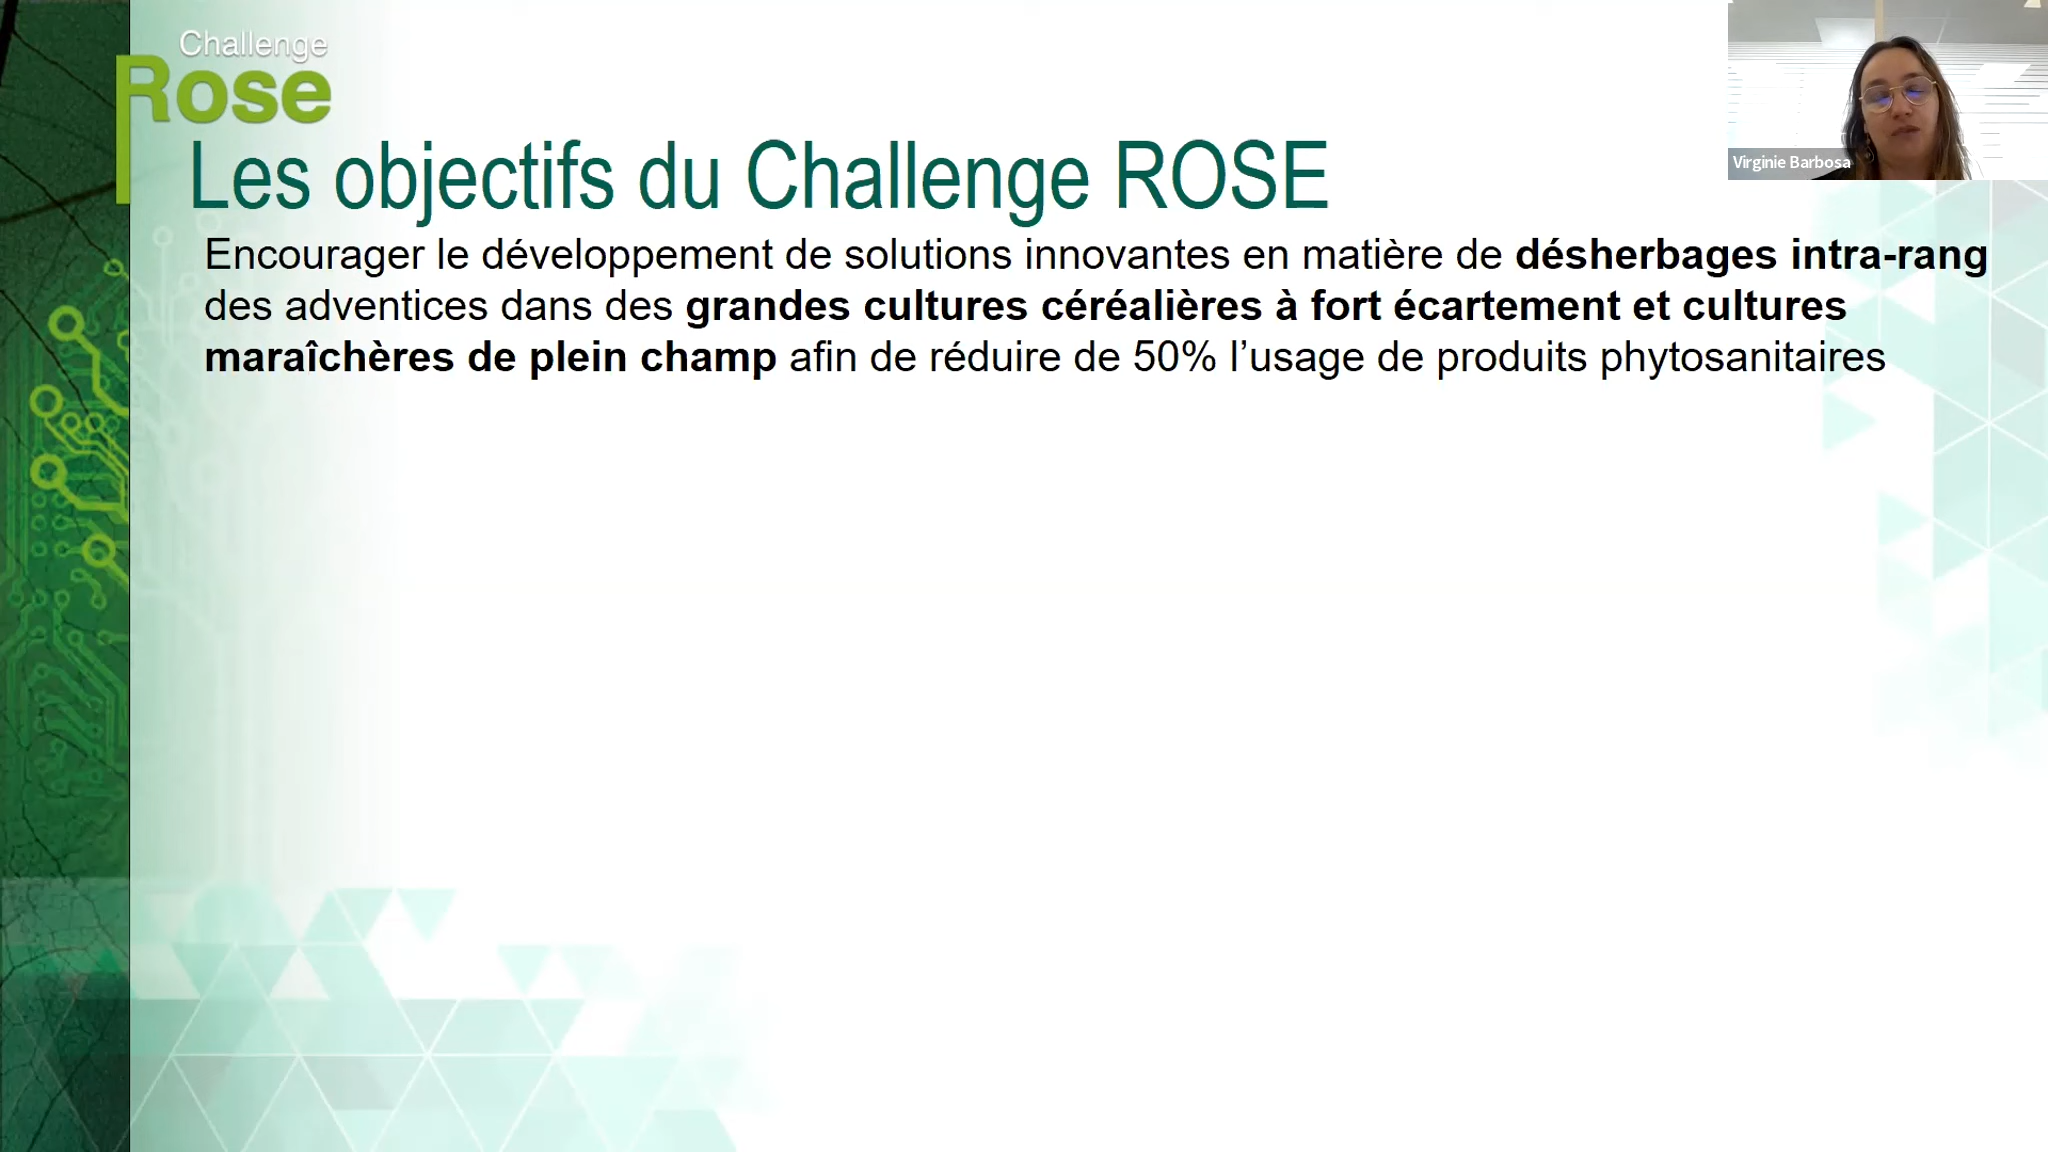 Challenge
Rose
Virginie Barbosa
Les objectifs du Challenge ROSE
Encourager le développement de solutions innovantes en matière de désherbages intra-rang
des adventices dans des grandes cultures céréalières à fort écartement et cultures
maraîchères de plein champ afin de réduire de 50% l’usage de produits phytosanitaires